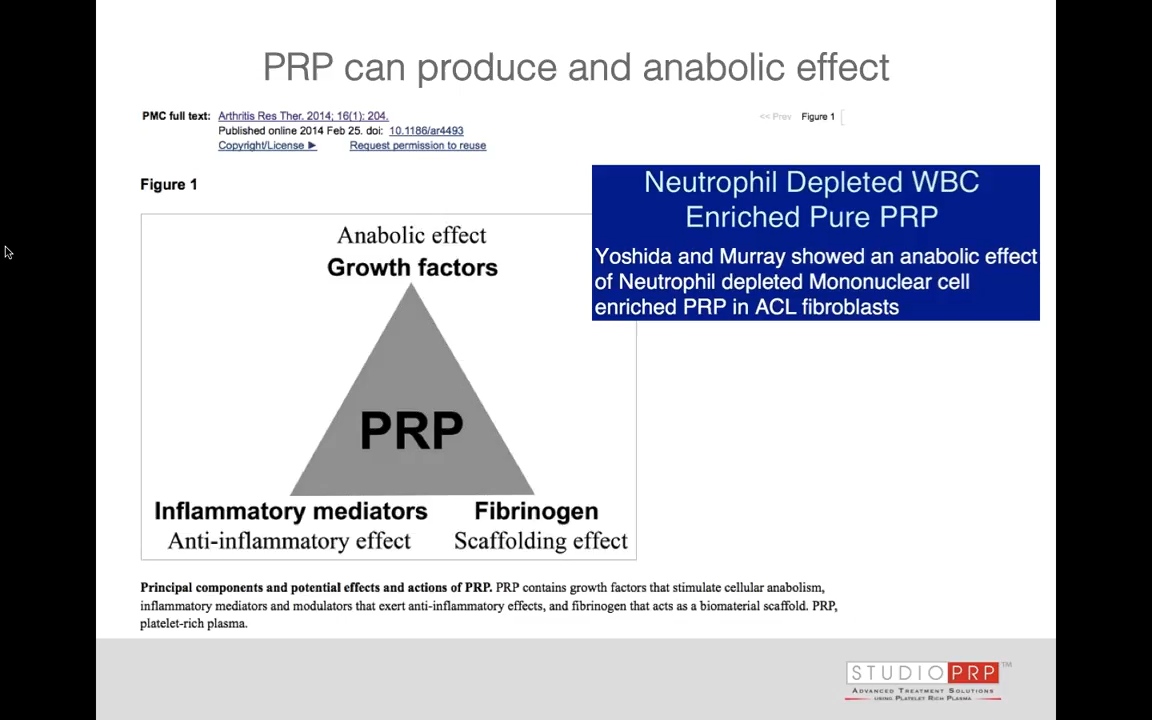 PRP can produce and anabolic effect
PMC full text: Arthritis Res Ther. 2014; 16(1): 204.
Published online 2014 Feb 25. doi: 10.1186/ar4493
Copyright/License ► Request permission to reuse
<< Prev Figure 1
Figure 1
Neutrophil Depleted WBC
Enriched Pure PRP
Yoshida and Murray showed an anabolic effect
of Neutrophil depleted Mononuclear cell
enriched PRP in ACL fibroblasts
Anabolic effect
Growth factors
PRP
Inflammatory mediators
Anti-inflammatory effect
Fibrinogen
Scaffolding effect
Principal components and potential effects and actions of PRP. PRP contains growth factors that stimulate cellular anabolism,
inflammatory mediators and modulators that exert anti-inflammatory effects, and fibrinogen that acts as a biomaterial scaffold. PRP,
platelet-rich plasma.
STUDIO PRP ™
ADVANCED TREATMENT SOLUTIONS
USING PLATELET RICH PLASMA